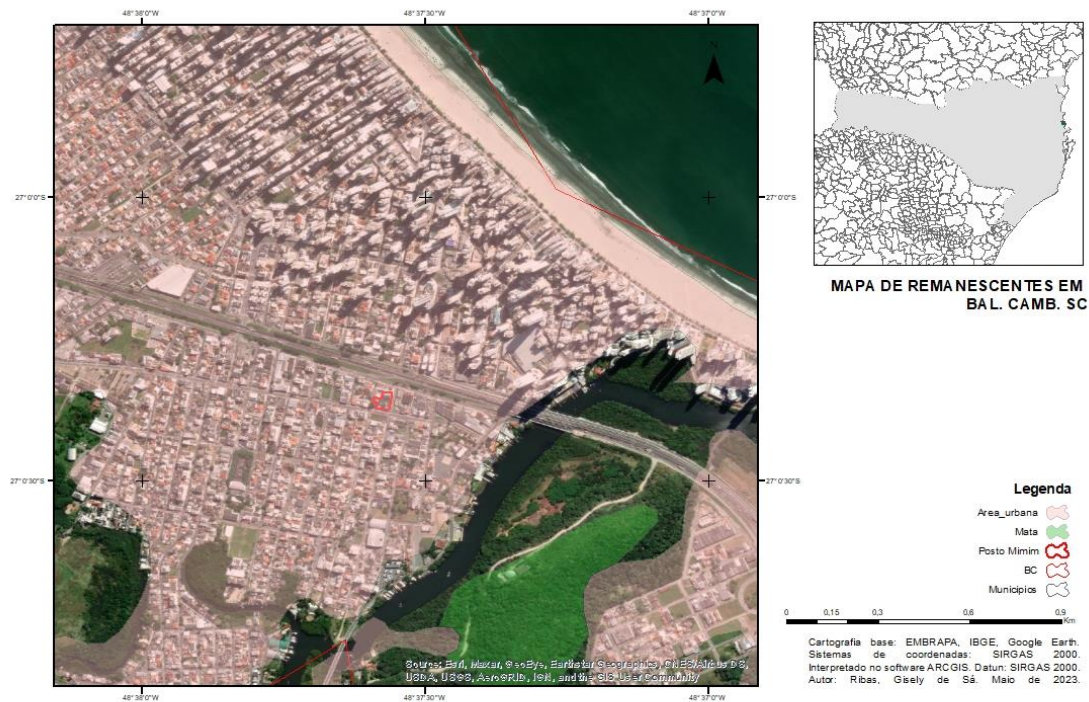 48°38'0"W
48°37'30"W
48°37'0"W
27°0'0"S
27°0'0"S
27°0'30"S
27°0'30"S
48°38'0"W
48°37'30"W
48°37'0"W
Source: Esri, Maxar, GeoEye, Earthstar Geographics, CNES/Airbus DS,
USDA, USGS, AeroGRID, IGN, and the GIS User Community
MAPA DE REMANESCENTES EM
BAL. CAMB. SC
Legenda
Area_urbana
Mata
Posto Mimim
BC
Municipios
0 0,15 0,3 0,6 0,9
Km
Cartografia base: EMBRAPA, IBGE, Google Earth.
Sistemas de coordenadas: SIRGAS 2000.
Interpretado no software ARCGIS. Datun: SIRGAS 2000.
Autor: Ribas, Gisely de Sá. Maio de 2023.